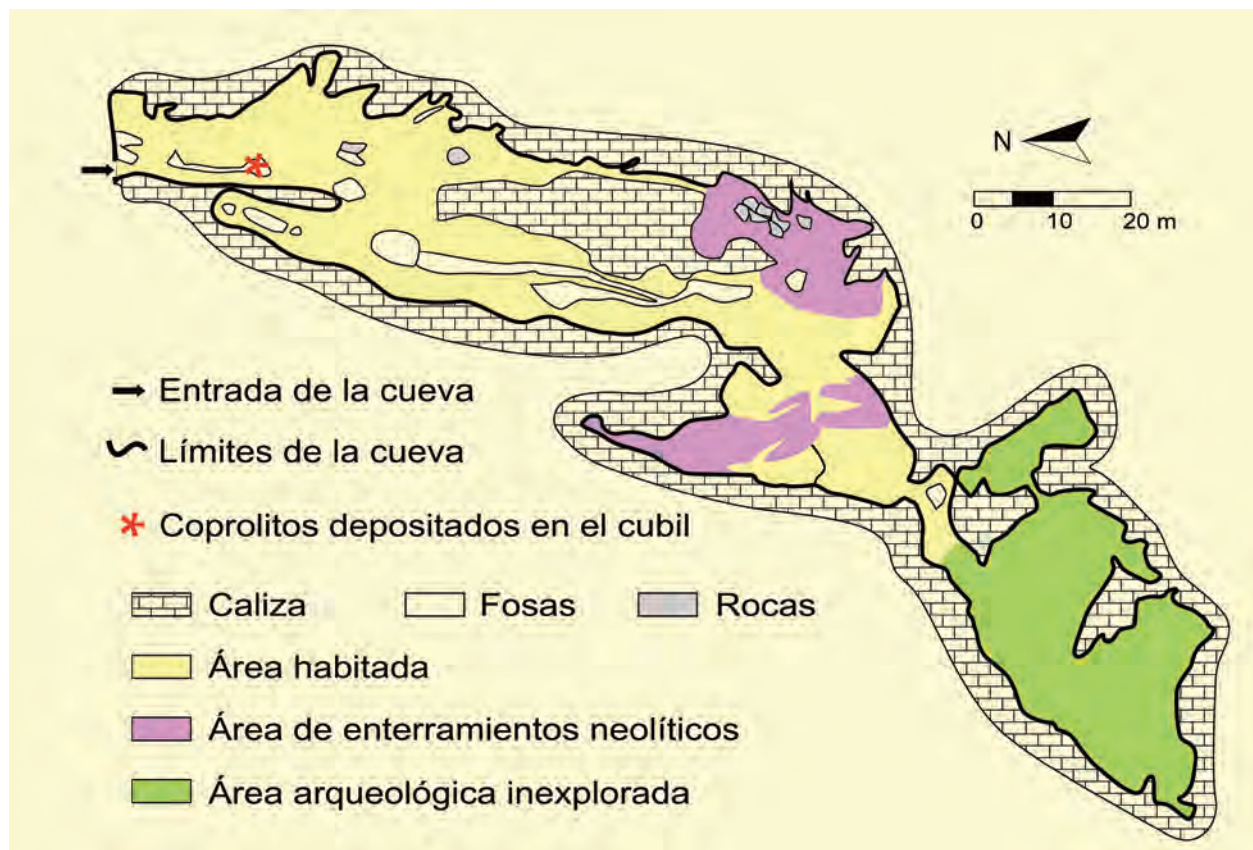 N
0 10 20 m
Entrada de la cueva
Límites de la cueva
Coprolitos depositados en el cubil
Caliza Fosas Rocas
Área habitada
Área de enterramientos neolíticos
Área arqueológica inexplorada